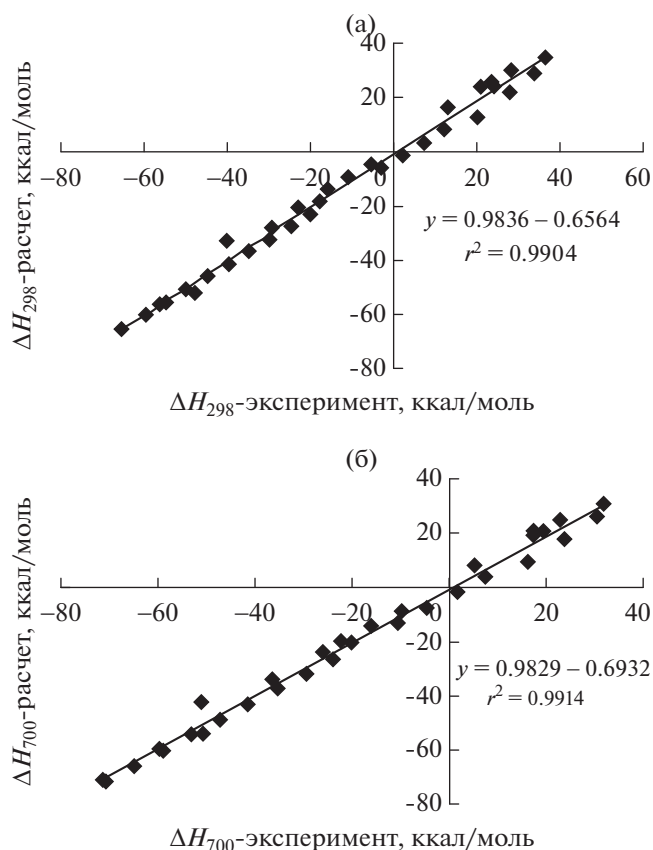 (а)
40
20
−80
−60
−40
−20
0
20
40
60
-20
-40
-60
-80
y = 0.9836 – 0.6564
r² = 0.9904
ΔH₂₉₈-расчет, ккал/моль
ΔH₂₉₈-эксперимент, ккал/моль
(б)
40
20
−80
−60
−40
−20
0
20
40
-20
-40
-60
-80
y = 0.9829 – 0.6932
r² = 0.9914
ΔH₇₀₀-расчет, ккал/моль
ΔH₇₀₀-эксперимент, ккал/моль